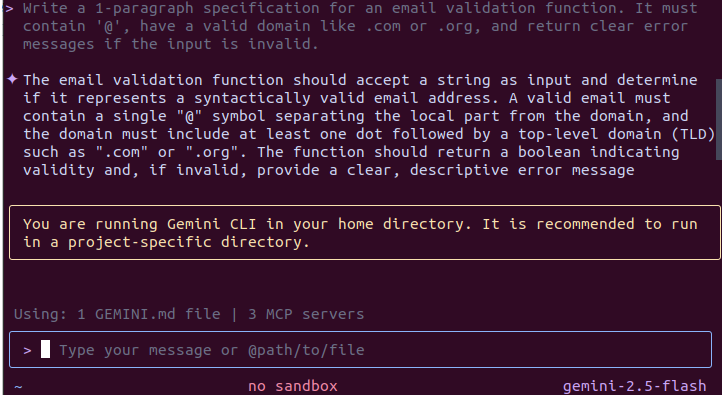 > Write a 1-paragraph specification for an email validation function. It must
contain '@', have a valid domain like .com or .org, and return clear error
messages if the input is invalid.
✦ The email validation function should accept a string as input and determine
if it represents a syntactically valid email address. A valid email must
contain a single "@" symbol separating the local part from the domain, and
the domain must include at least one dot followed by a top-level domain (TLD)
such as ".com" or ".org". The function should return a boolean indicating
validity and, if invalid, provide a clear, descriptive error message
You are running Gemini CLI in your home directory. It is recommended to run
in a project-specific directory.
Using: 1 GEMINI.md file | 3 MCP servers
> Type your message or @path/to/file
~ no sandbox gemini-2.5-flash